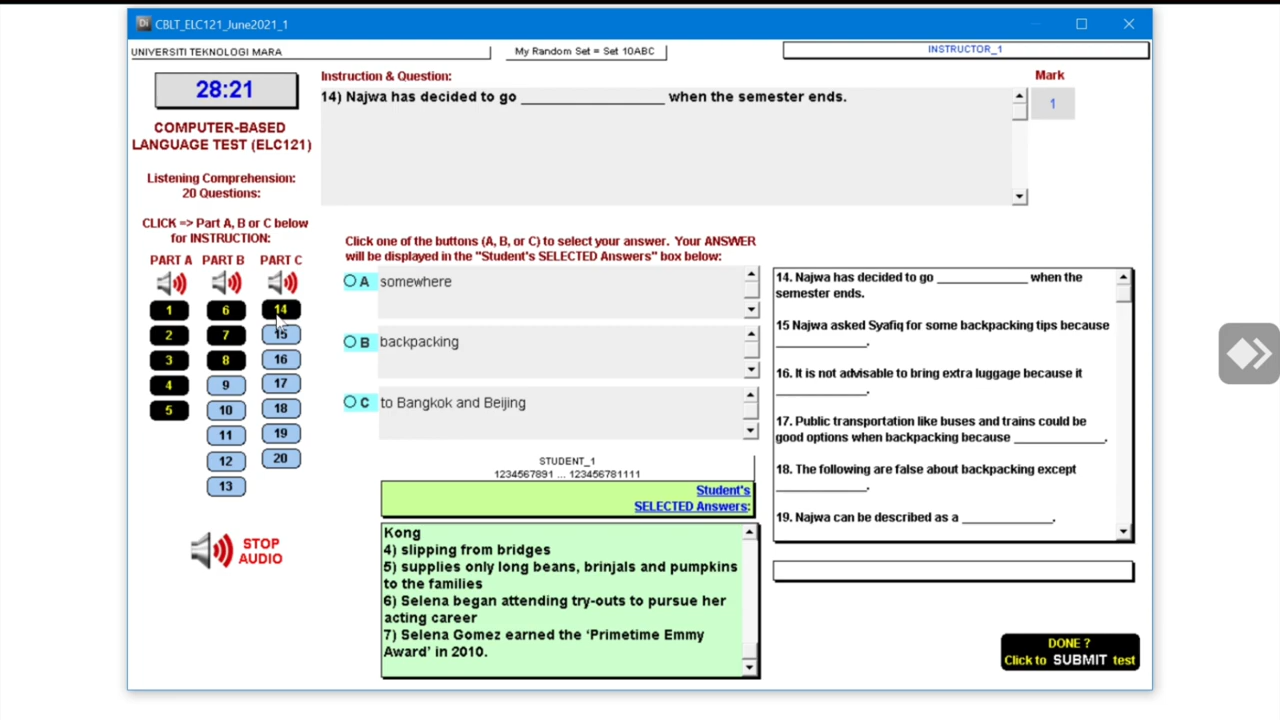 CBLT_ELC121_June2021_1
UNIVERSITI TEKNOLOGI MARA
My Random Set = Set 10ABC
INSTRUCTOR_1
28:21
COMPUTER-BASED
LANGUAGE TEST (ELC121)
Listening Comprehension:
20 Questions:
CLICK => Part A, B or C below
for INSTRUCTION:
PART A PART B PART C
1 6 14
2 7 15
3 8 16
4 9 17
5 10 18
11 19
12 20
13
STOP
AUDIO
Instruction & Question:
Mark
14) Najwa has decided to go ________________ when the semester ends.
1
Click one of the buttons (A, B, or C) to select your answer. Your ANSWER
will be displayed in the "Student's SELECTED Answers" box below:
A somewhere
B backpacking
C to Bangkok and Beijing
STUDENT_1
1234567891 ... 123456781111
Student's
SELECTED Answers:
Kong
4) slipping from bridges
5) supplies only long beans, brinjals and pumpkins
to the families
6) Selena began attending try-outs to pursue her
acting career
7) Selena Gomez earned the ‘Primetime Emmy
Award’ in 2010.
14. Najwa has decided to go ______________ when the
semester ends.
15 Najwa asked Syafiq for some backpacking tips because
______________.
16. It is not advisable to bring extra luggage because it
______________.
17. Public transportation like buses and trains could be
good options when backpacking because ______________.
18. The following are false about backpacking except
______________.
19. Najwa can be described as a ______________.
DONE ?
Click to SUBMIT test